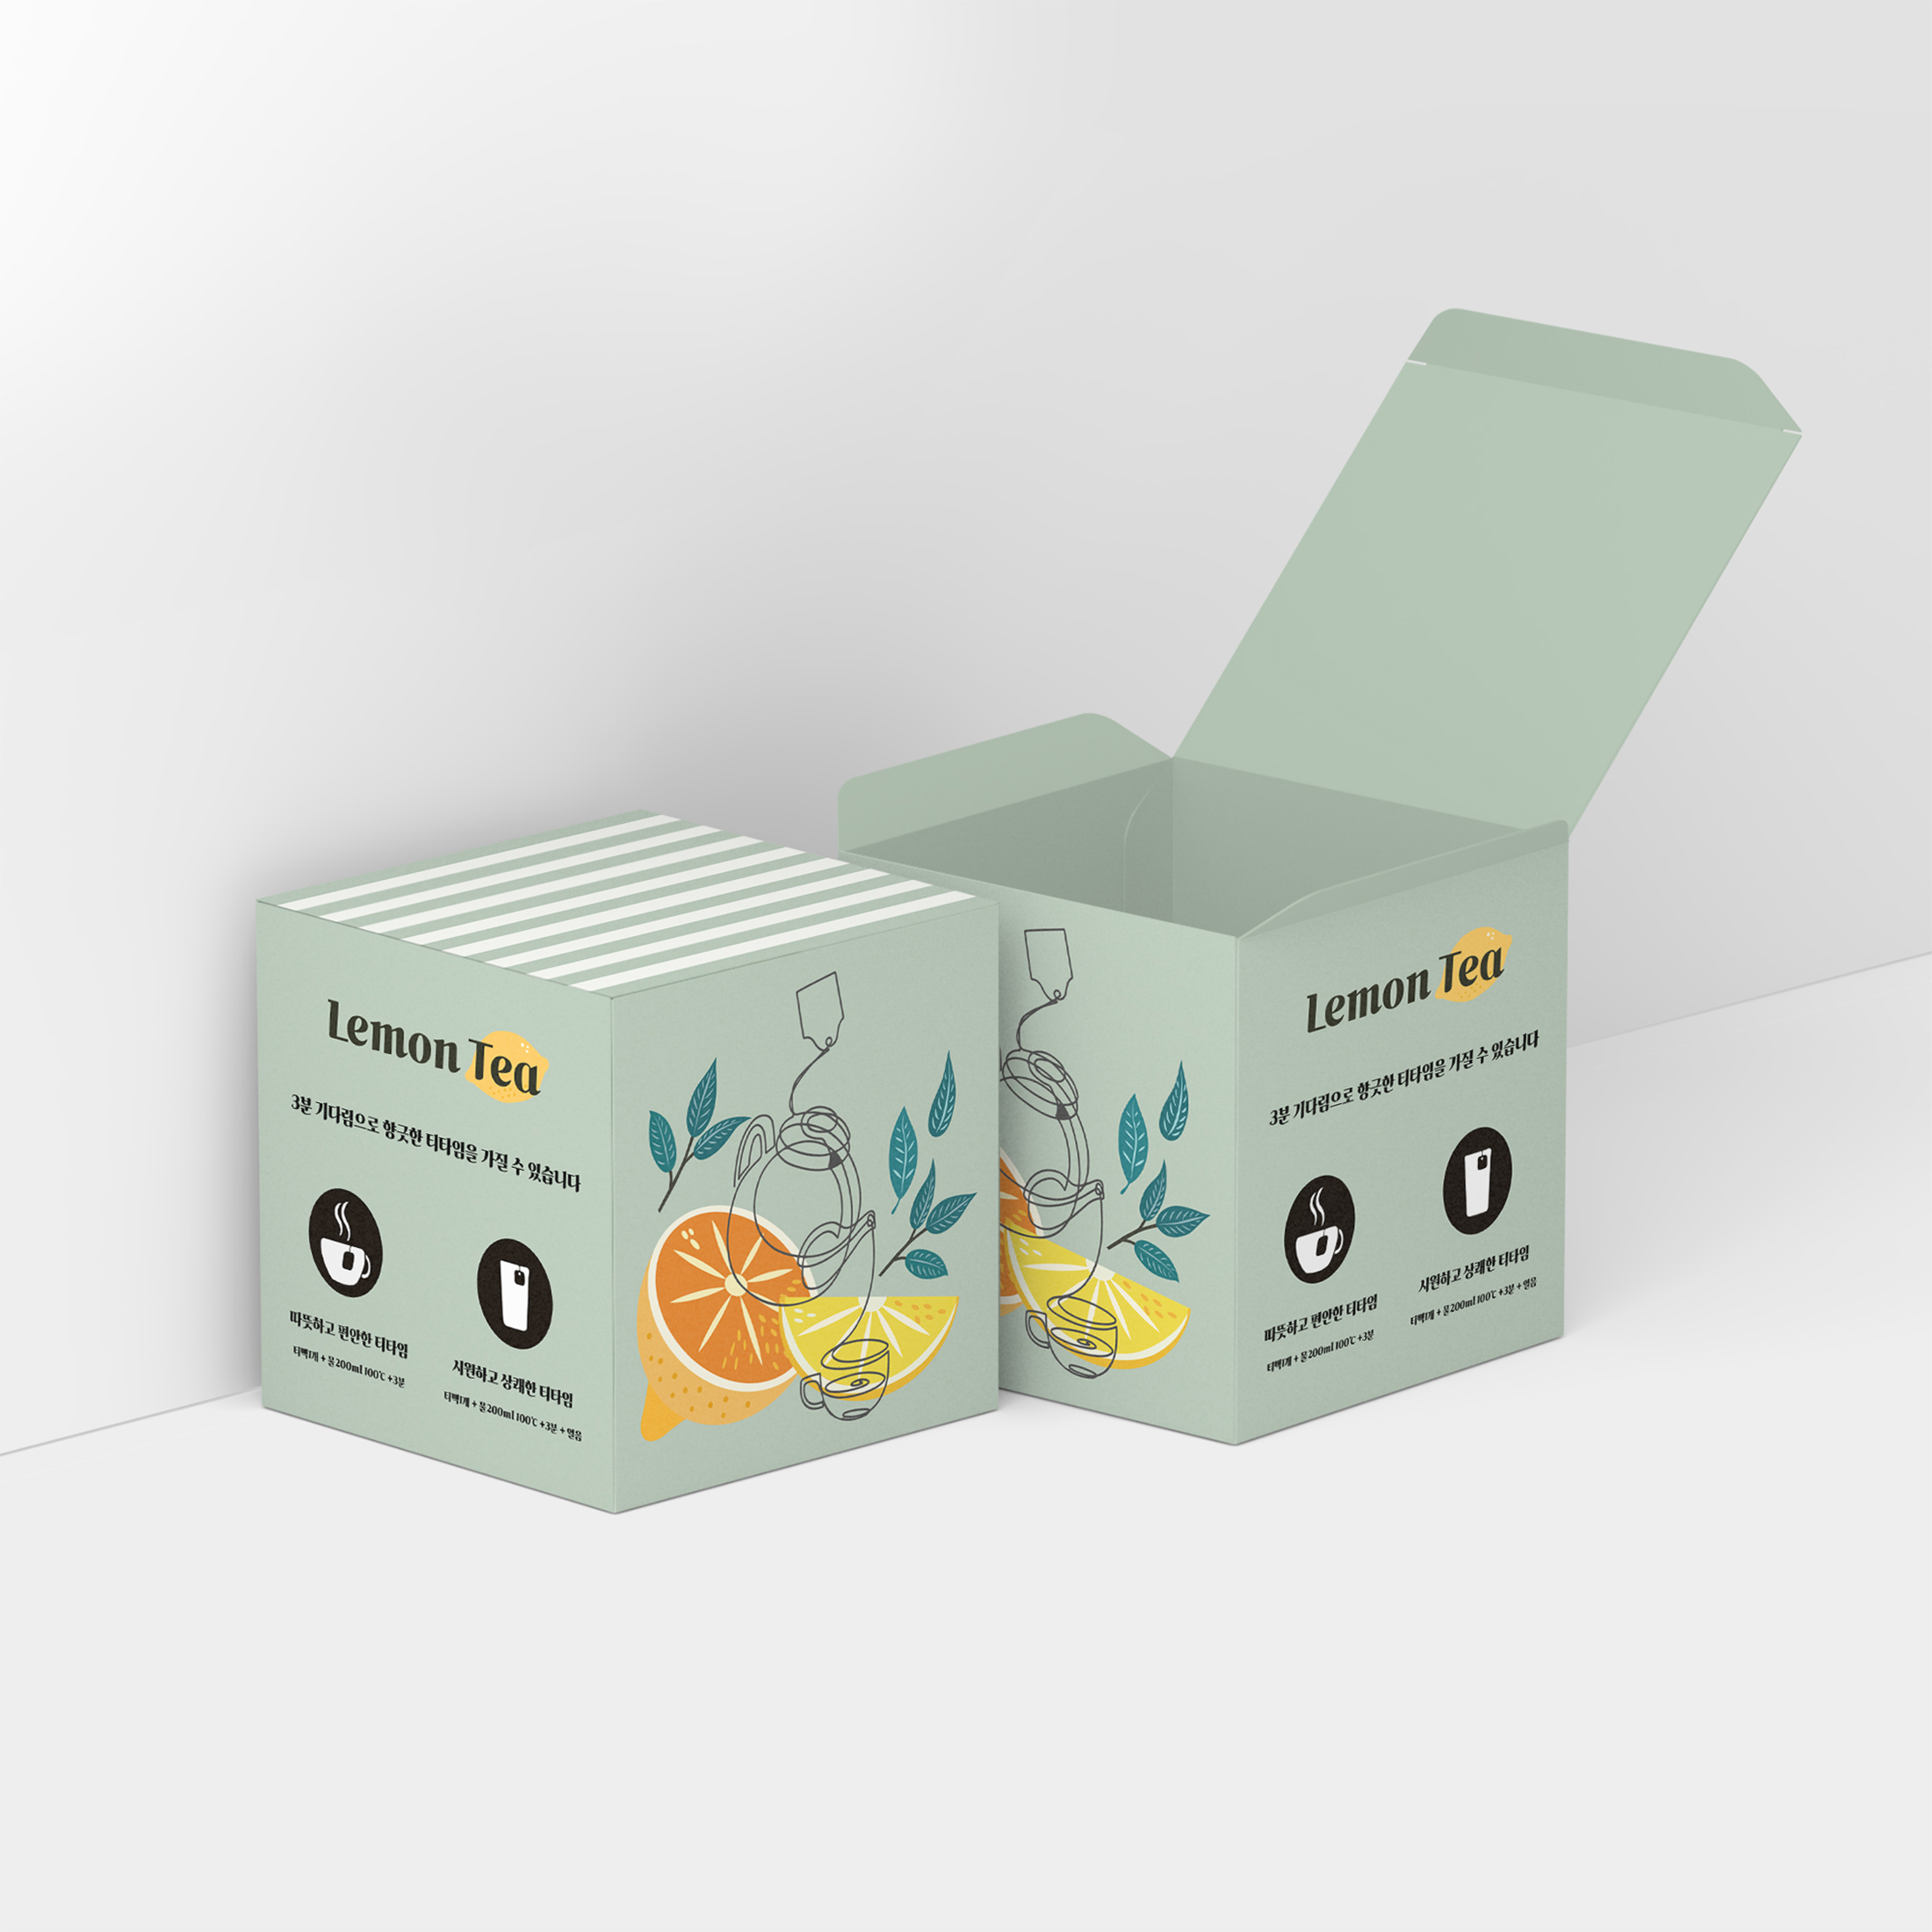 Lemon Tea
3분 기다림으로 향긋한 티타임을 가질 수 있습니다
따뜻하고 편안한 티타임
티백1개 + 물200ml 100℃ +3분
시원하고 상쾌한 티타임
티백1개 + 물200ml 100℃ +3분 + 얼음
Lemon Tea
3분 기다림으로 향긋한 티타임을 가질 수 있습니다
따뜻하고 편안한 티타임
티백1개 + 물200ml 100℃ +3분
시원하고 상쾌한 티타임
티백1개 + 물200ml 100℃ +3분 + 얼음